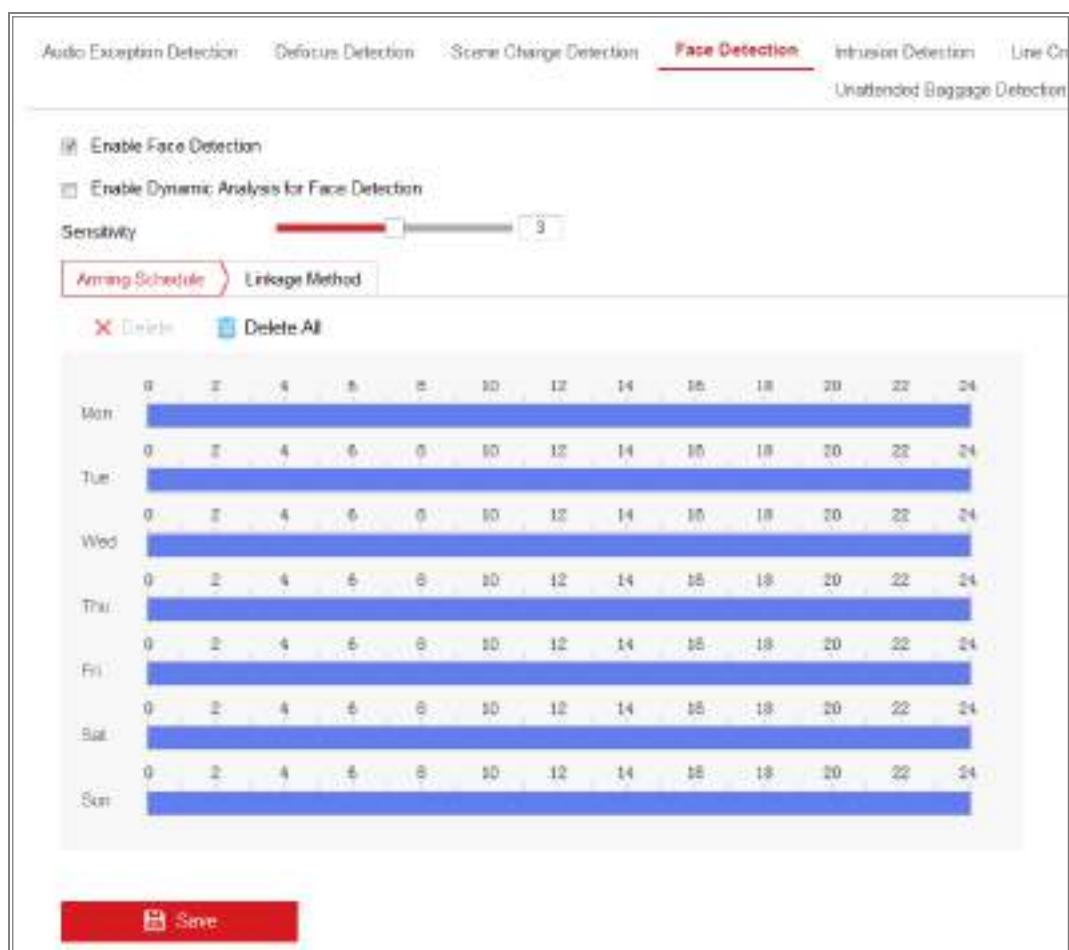 Audio Exception Detection Defocus Detection Scene Change Detection Face Detection Intrusion Detection Line Cr
Unattended Baggage Detection
Enable Face Detection
Enable Dynamic Analysis for Face Detection
Sensitivity 3
Arming Schedule Linkage Method
Delete Delete All
0 2 4 6 8 10 12 14 16 18 20 22 24
Mon
0 2 4 6 8 10 12 14 16 18 20 22 24
Tue
0 2 4 6 8 10 12 14 16 18 20 22 24
Wed
0 2 4 6 8 10 12 14 16 18 20 22 24
Thu
0 2 4 6 8 10 12 14 16 18 20 22 24
Fri
0 2 4 6 8 10 12 14 16 18 20 22 24
Sat
0 2 4 6 8 10 12 14 16 18 20 22 24
Sun
Save